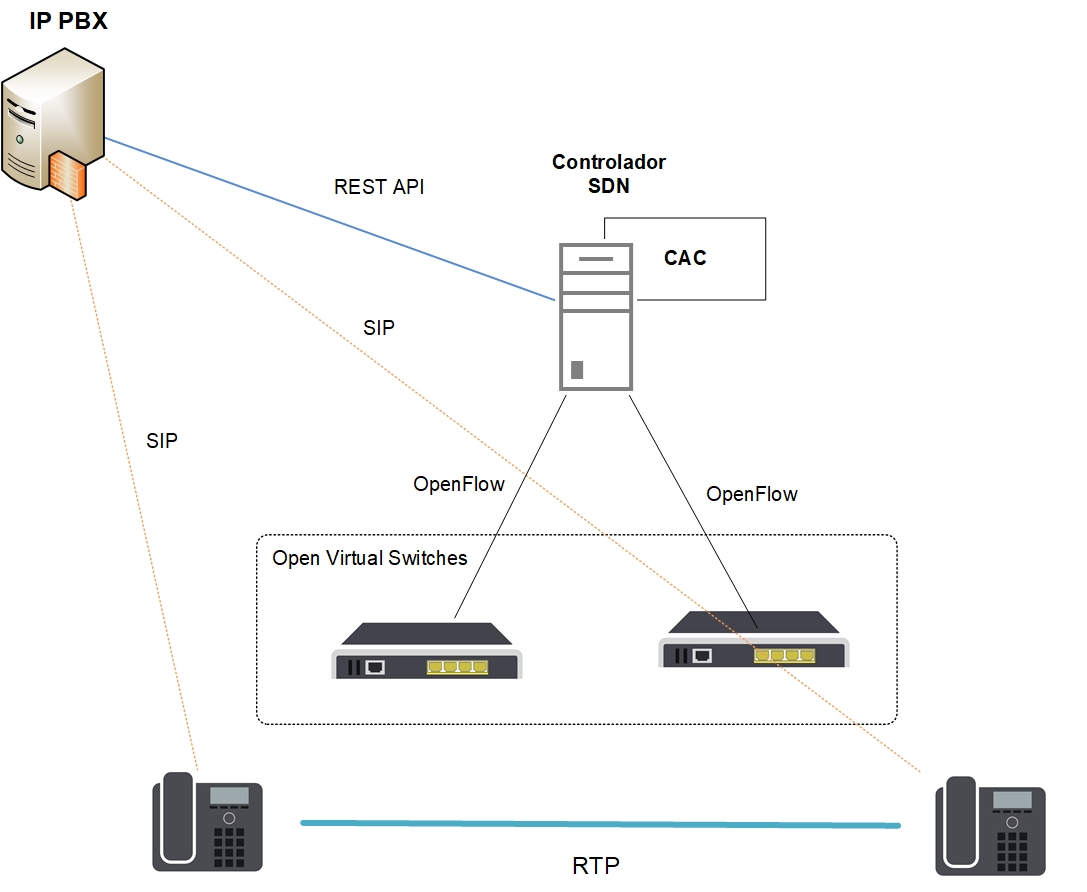 IP PBX
Controlador
SDN
REST API
CAC
SIP
SIP
OpenFlow
OpenFlow
Open Virtual Switches
RTP